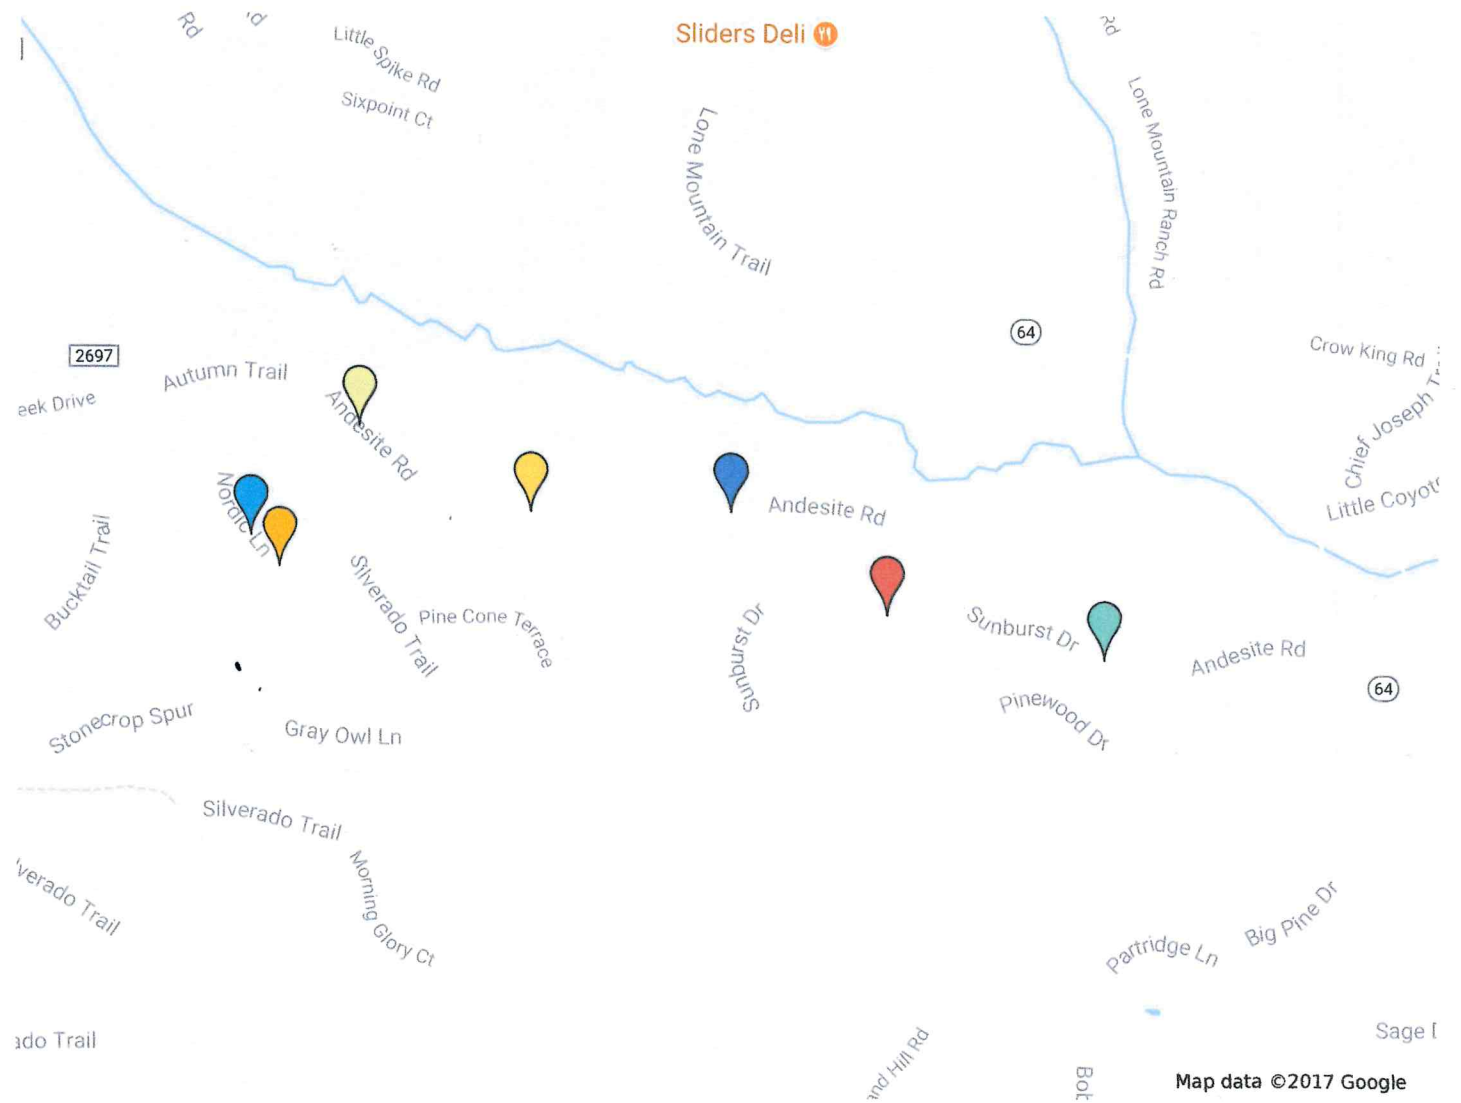 Rd
Little Spike Rd
Sliders Deli
Rd
Sixpoint Ct
Lone Mountain Trail
Lone Mountain Ranch Rd
64
Crow King Rd
2697
Autumn Trail
eek Drive
Andesite Rd
Chief Joseph
Nordic Ln
Andesite Rd
Little Coyot
Bucktail Trail
Silverado Trail
Pine Cone Terrace
Sunburst Dr
Sunburst Dr
Andesite Rd
64
Pinewood Dr
Stonecrop Spur
Gray Owl Ln
Silverado Trail
verado Trail
Morning Glory Ct
Big Pine Dr
Partridge Ln
ado Trail
and Hill Rd
Sage
Map data ©2017 Google